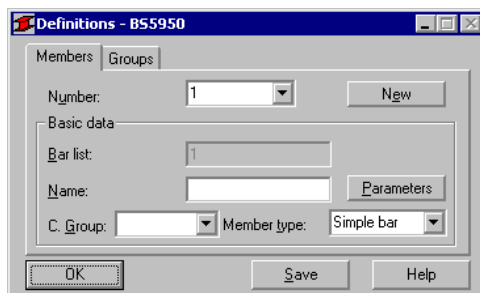 Definitions - BS5950
Members Groups
Number: 1 New
Basic data
Bar list: 1
Name: Parameters
C. Group: Member type: Simple bar
OK Save Help